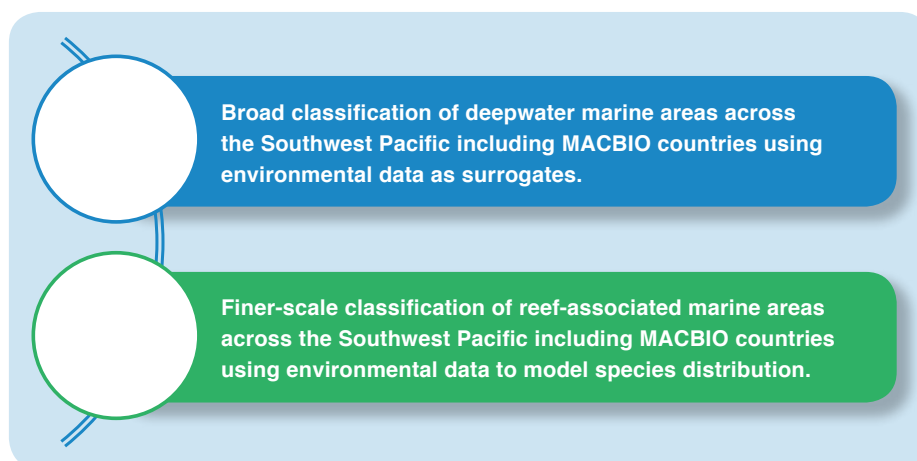 Broad classification of deepwater marine areas across
the Southwest Pacific including MACBIO countries using
environmental data as surrogates.
Finer-scale classification of reef-associated marine areas
across the Southwest Pacific including MACBIO countries
using environmental data to model species distribution.